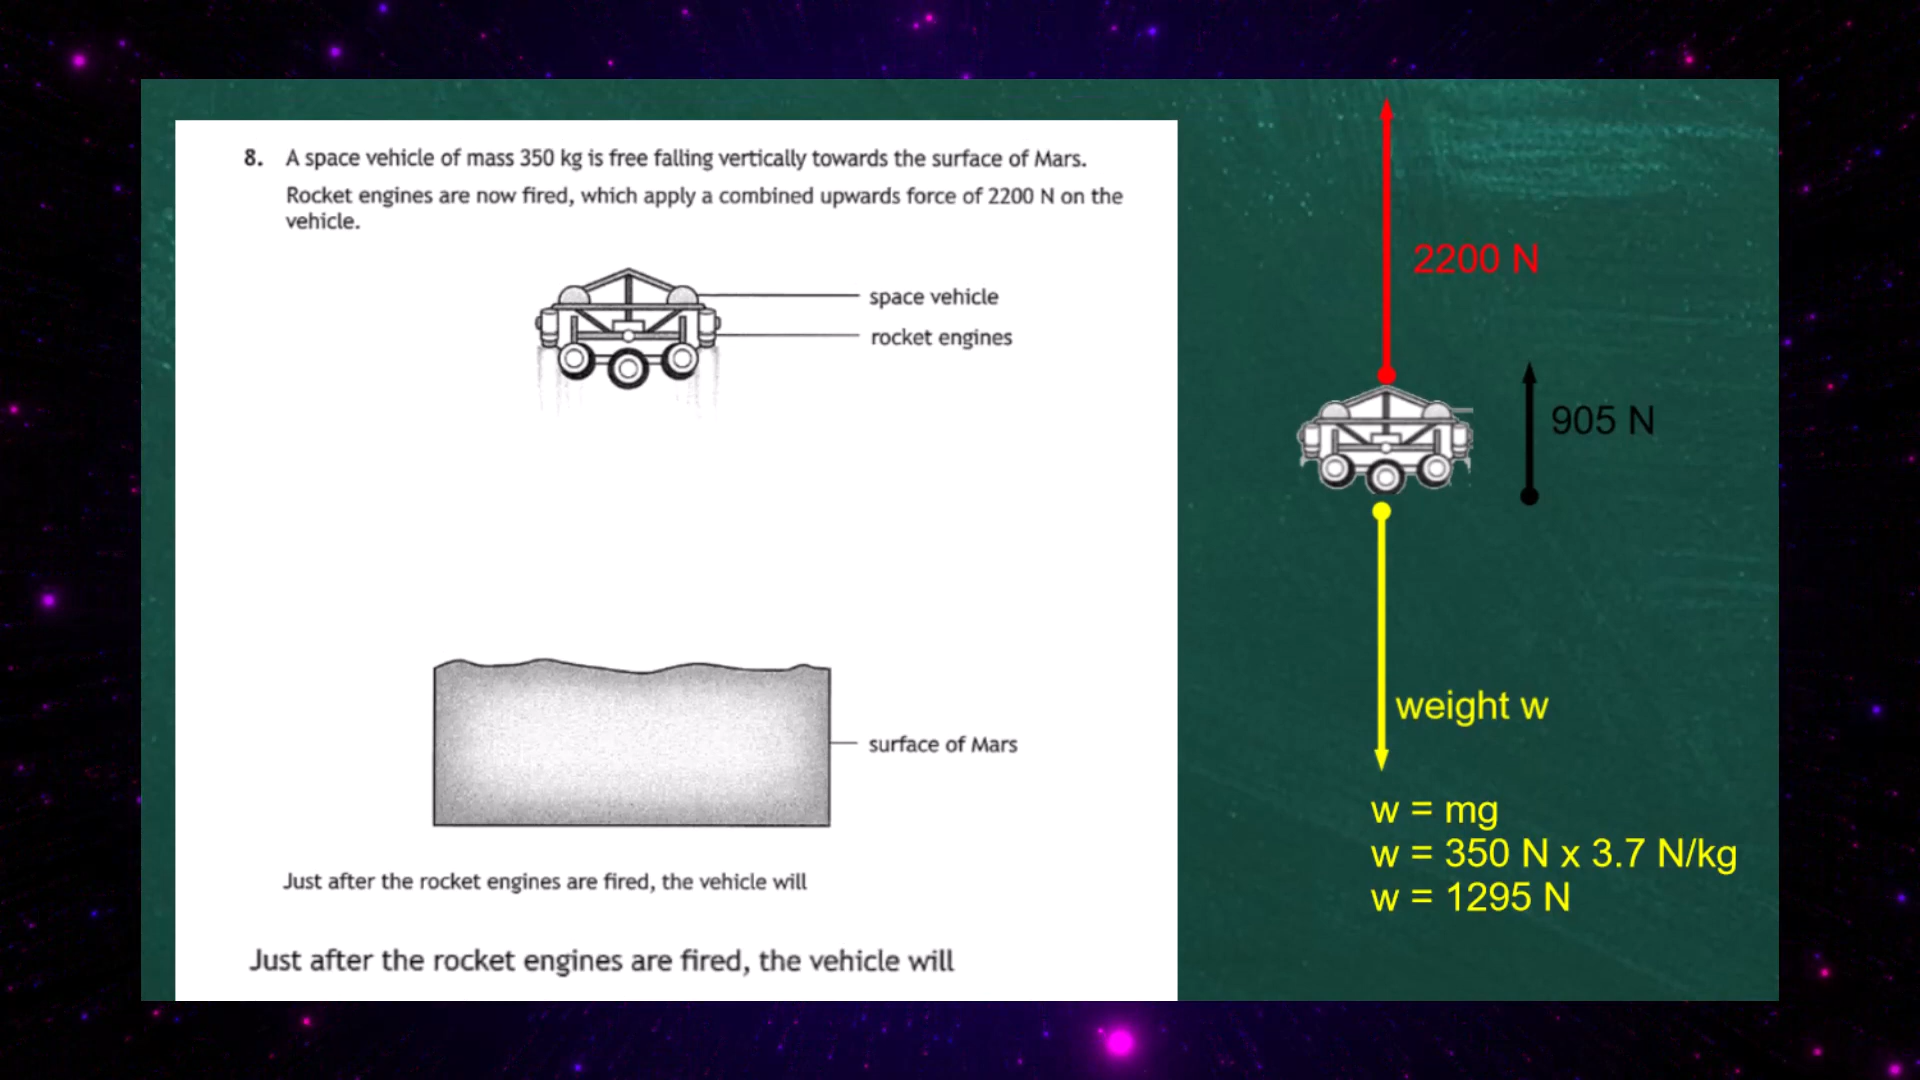 8. A space vehicle of mass 350 kg is free falling vertically towards the surface of Mars.
Rocket engines are now fired, which apply a combined upwards force of 2200 N on the
vehicle.
space vehicle
rocket engines
surface of Mars
Just after the rocket engines are fired, the vehicle will
Just after the rocket engines are fired, the vehicle will
2200 N
905 N
weight w
w = mg
w = 350 N x 3.7 N/kg
w = 1295 N